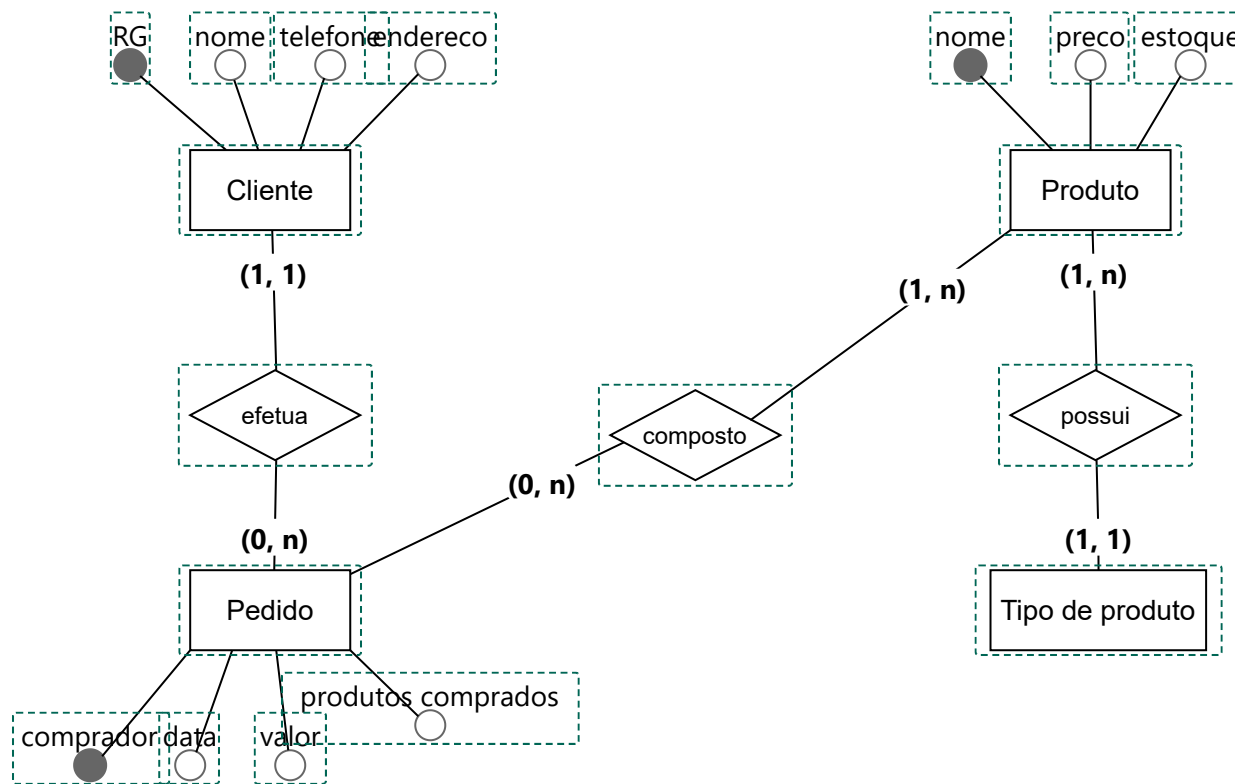 RG nome telefone endereco
nome preco estoque
Cliente
Produto
(1, 1)
(1, n)
(1, n)
efetua
composto
possui
(0, n)
(0, n)
(1, 1)
Pedido
Tipo de produto
produtos comprados
comprador data valor